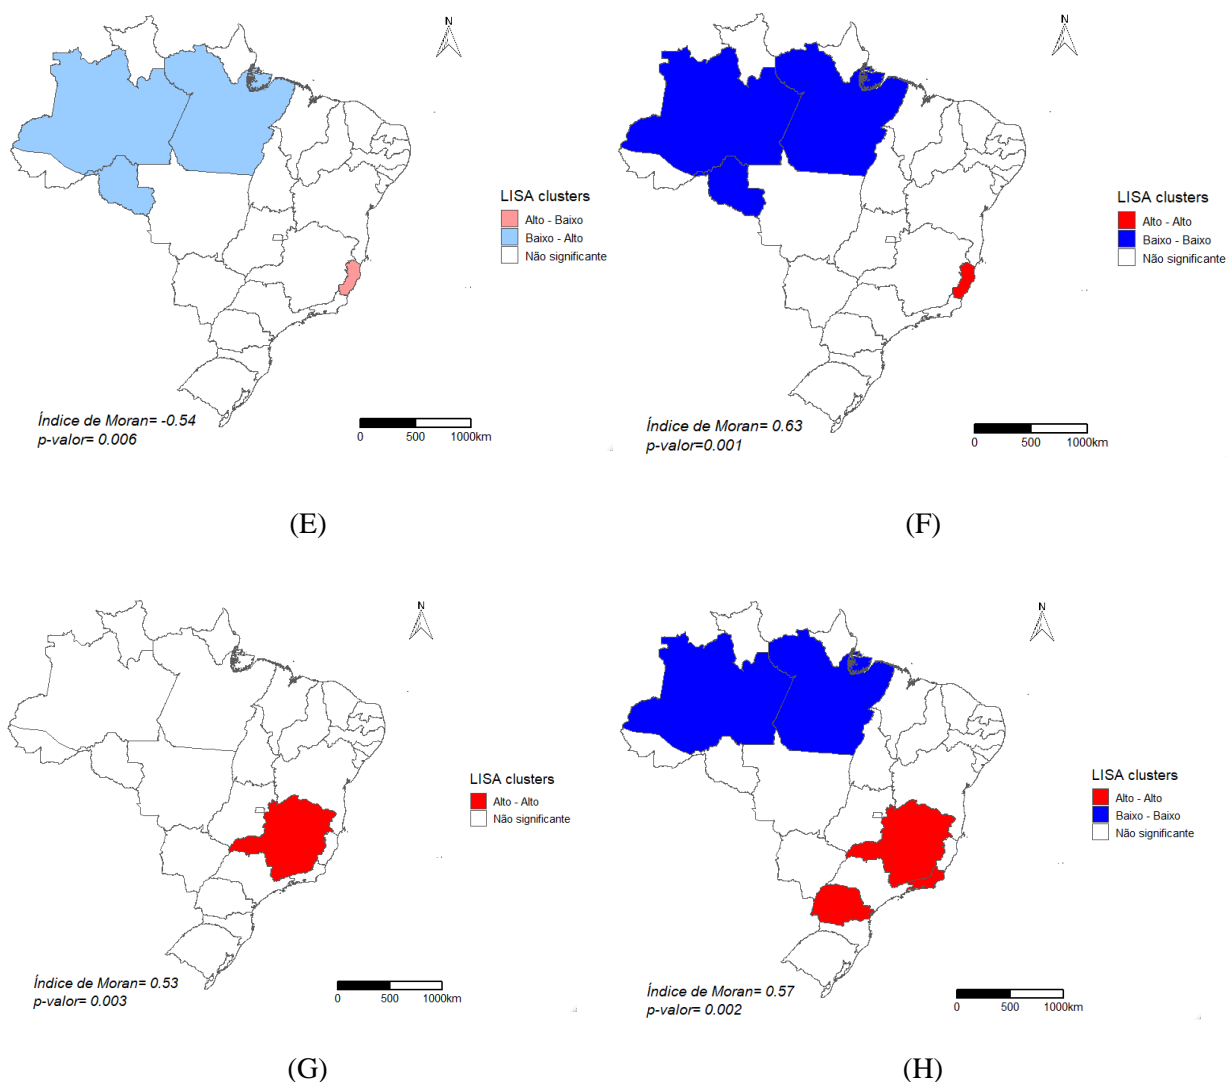 N
LISA clusters
Alto - Baixo
Baixo - Alto
Não significante
Índice de Moran= -0.54
p-valor= 0.006
0 500 1000km
(E)
N
LISA clusters
Alto - Alto
Baixo - Baixo
Não significante
Índice de Moran= 0.63
p-valor=0.001
0 500 1000km
(F)
N
LISA clusters
Alto - Alto
Não significante
Índice de Moran= 0.53
p-valor= 0.003
0 500 1000km
(G)
N
LISA clusters
Alto - Alto
Baixo - Baixo
Não significante
Índice de Moran= 0.57
p-valor= 0.002
0 500 1000km
(H)